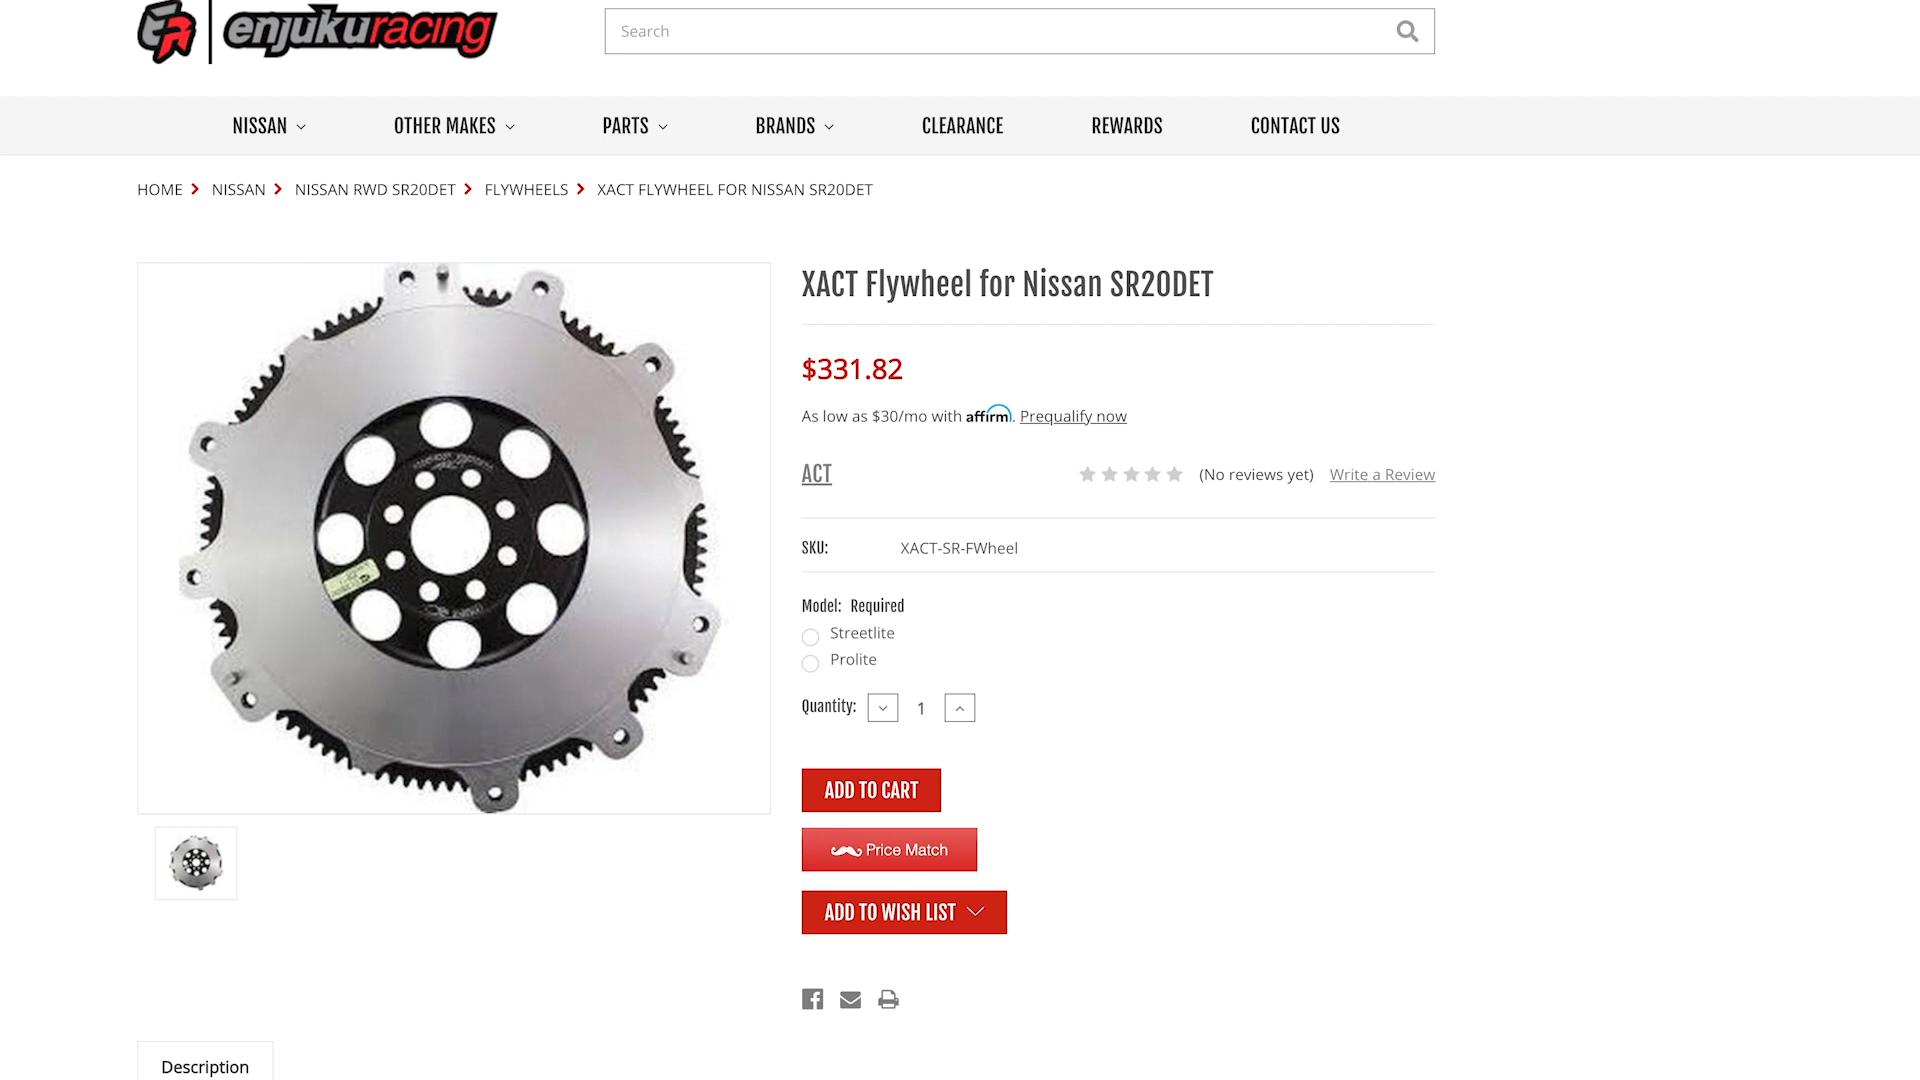 enjukuracing
Search
NISSAN
OTHER MAKES
PARTS
BRANDS
CLEARANCE
REWARDS
CONTACT US
HOME NISSAN NISSAN RWD SR20DET FLYWHEELS XACT FLYWHEEL FOR NISSAN SR20DET
XACT Flywheel for Nissan SR20DET
$331.82
As low as $30/mo with affirm. Prequalify now
ACT
(No reviews yet) Write a Review
SKU: XACT-SR-FWheel
Model: Required
Streetlite
Prolite
Quantity: 1
ADD TO CART
Price Match
ADD TO WISH LIST
Description